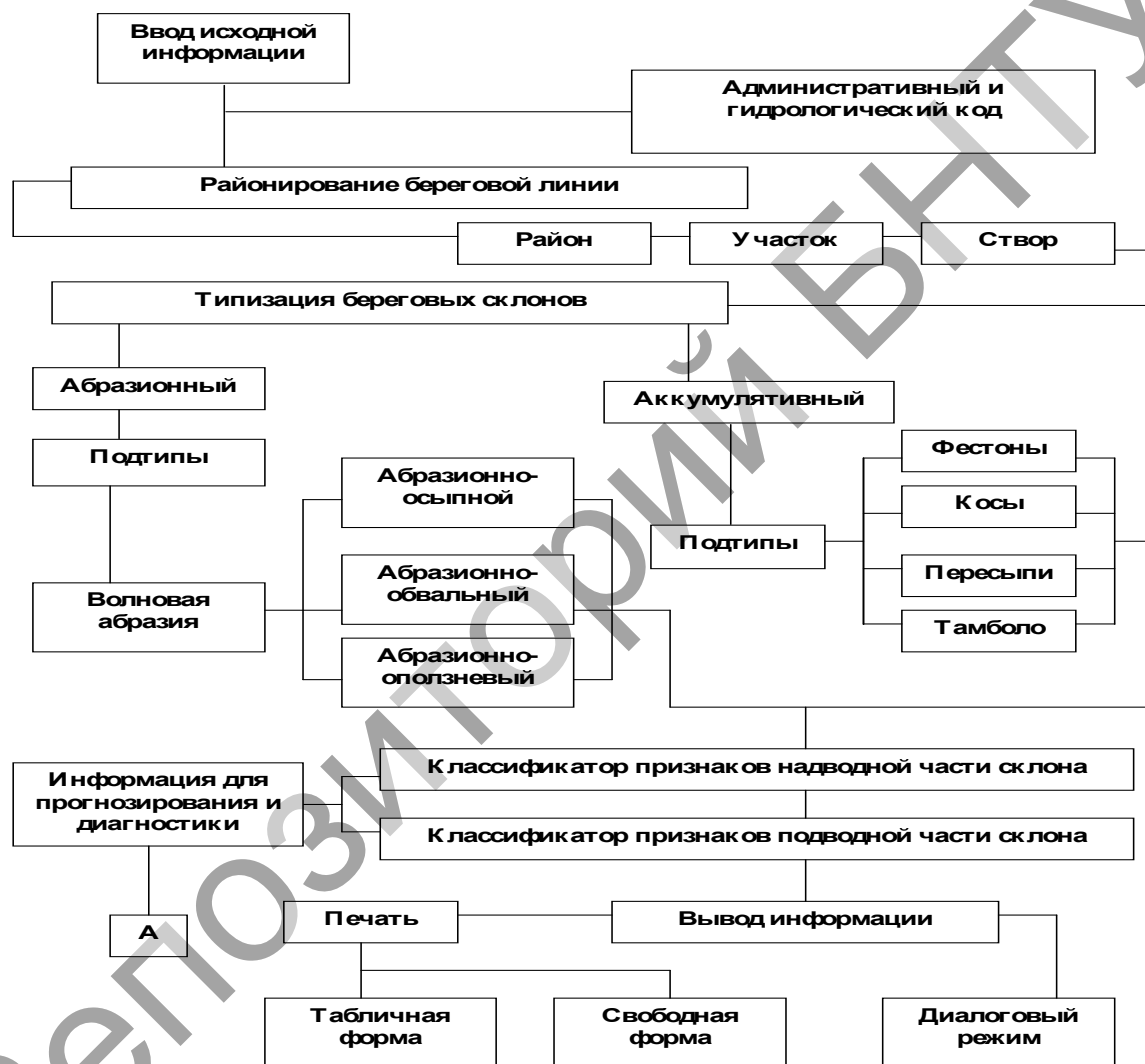 Ввод исходной
информации
Административный и
гидрологический код
Районирование береговой линии
Район
Участок
Створ
Типизация береговых склонов
Абразионный
Аккумулятивный
Подтипы
Фестоны
Абразионно-
осыпной
Косы
Подтипы
Абразионно-
обвальный
Пересыпи
Волновая
абразия
Тамболо
Абразионно-
оползневый
Классификатор признаков надводной части склона
Информация для
прогнозирования и
диагностики
Классификатор признаков подводной части склона
А
Печать
Вывод информации
Табличная
форма
Свободная
форма
Диалоговый
режим
Репозиторий БНТУ